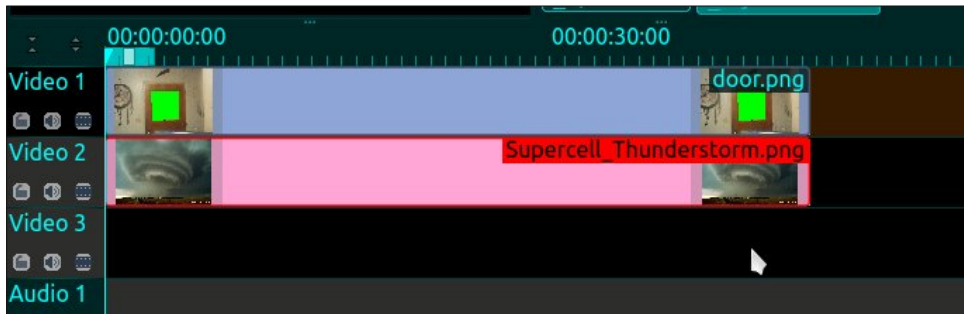 00:00:00:00 00:00:30:00
Video 1 door.png
Video 2 Supercell_Thunderstorm.png
Video 3
Audio 1